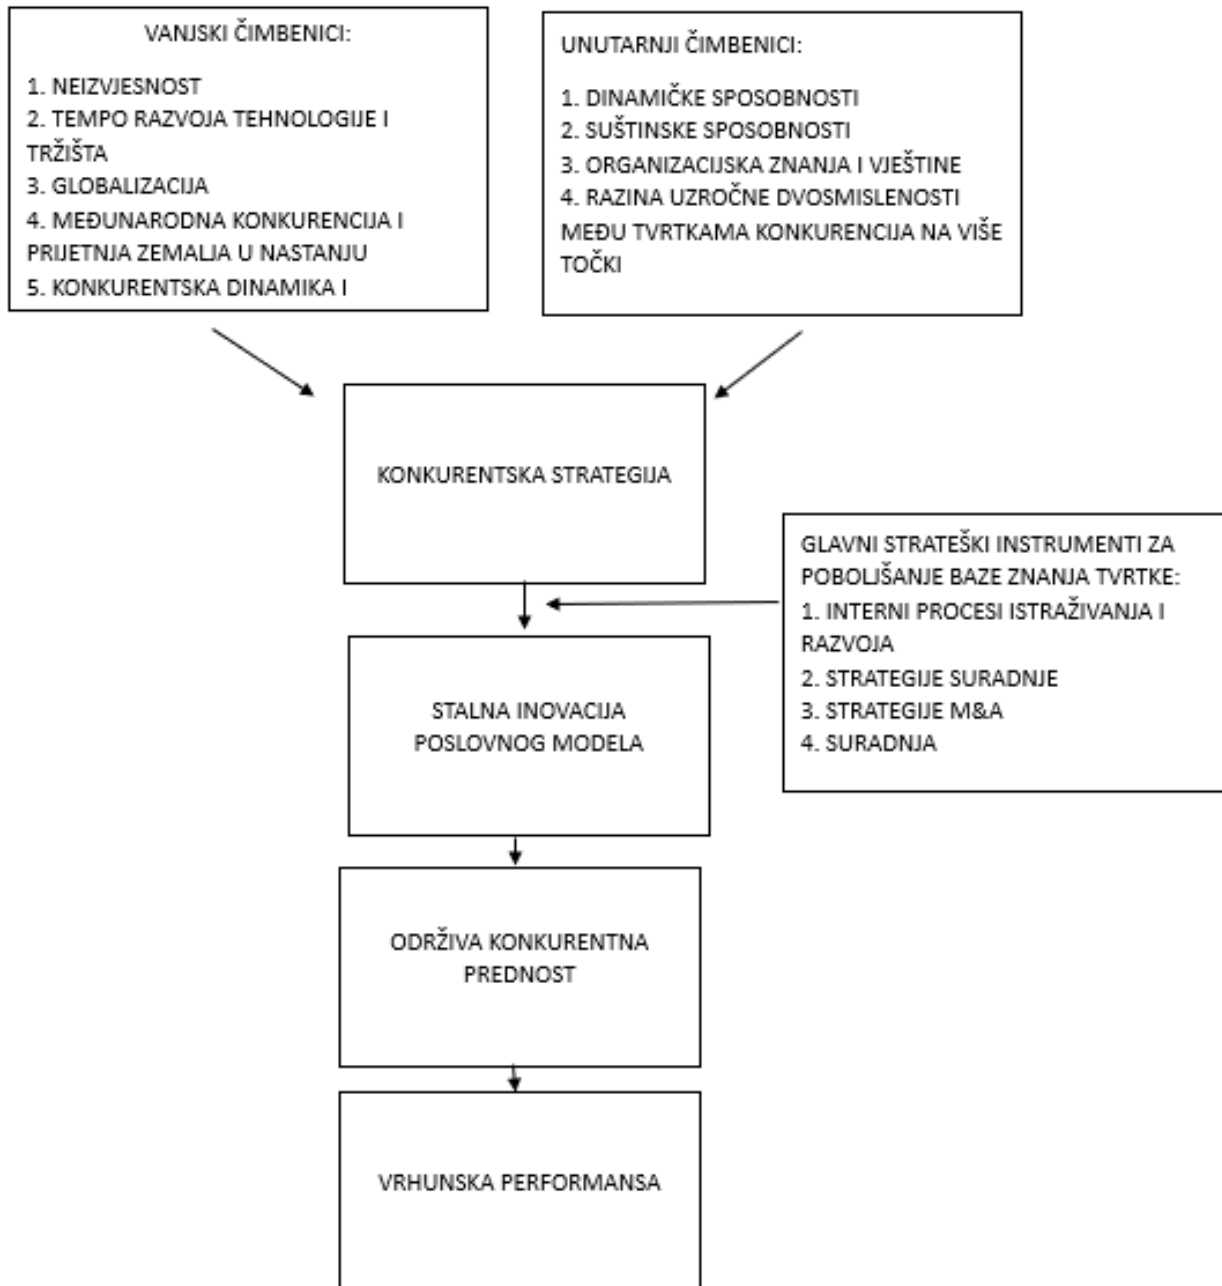 VANJSKI ČIMBENICI:
1. NEIZVJESNOST
2. TEMPO RAZVOJA TEHNOLOGIJE I
TRŽIŠTA
3. GLOBALIZACIJA
4. MEĐUNARODNA KONKURENCIJA I
PRIJETNJA ZEMALJA U NASTANJU
5. KONKURENTSKA DINAMIKA I
UNUTARNJI ČIMBENICI:
1. DINAMIČKE SPOSOBNOSTI
2. SUŠTINSKE SPOSOBNOSTI
3. ORGANIZACIJSKA ZNANJA I VJEŠTINE
4. RAZINA UZROČNE DVOSMISLENOSTI
MEĐU TVRTKAMA KONKURENCIJA NA VIŠE
TOČKI
KONKURENTSKA STRATEGIJA
GLAVNI STRATEŠKI INSTRUMENTI ZA
POBOLJŠANJE BAZE ZNANJA TVRTKE:
1. INTERNI PROCESI ISTRAŽIVANJA I
RAZVOJA
2. STRATEGIJE SURADNJE
3. STRATEGIJE M&A
4. SURADNJA
STALNA INOVACIJA
POSLOVNOG MODELA
ODRŽIVA KONKURENTNA
PREDNOST
VRHUNSKA PERFORMANSA